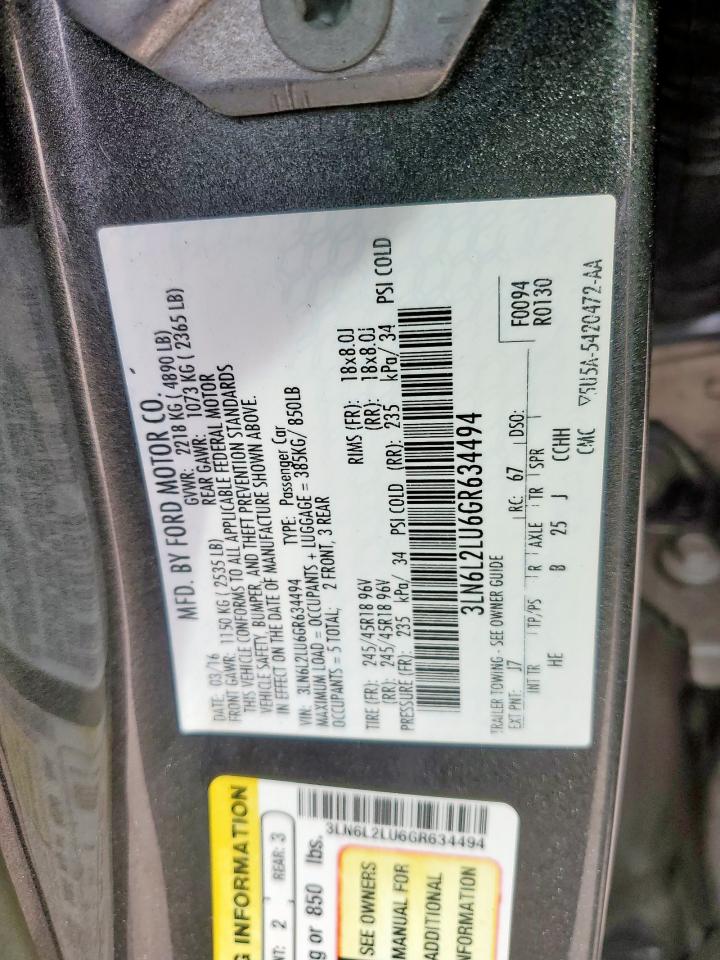 MFD. BY FORD MOTOR CO.
DATE: 03/16 GVWR: 2218 KG ( 4890 LB)
FRONT GAWR: 1150 KG ( 2535 LB) REAR GAWR: 1073 KG ( 2365 LB)
THIS VEHICLE CONFORMS TO ALL APPLICABLE FEDERAL MOTOR
VEHICLE SAFETY, BUMPER, AND THEFT PREVENTION STANDARDS
IN EFFECT ON THE DATE OF MANUFACTURE SHOWN ABOVE.
VIN: 3LN6L2LU6GR634494 TYPE: Passenger Car
MAXIMUM LOAD = OCCUPANTS + LUGGAGE = 385KG/ 850LB
OCCUPANTS = 5 TOTAL; 2 FRONT, 3 REAR
TIRE (FR): 245/45R18 96V RIMS (FR): 18x8.0J
(RR): 245/45R18 96V (RR): 18x8.0J
PRESSURE (FR): 235 kPa/ 34 PSI COLD (RR): 235 kPa/ 34 PSI COLD
3LN6L2LU6GR634494
TRAILER TOWING - SEE OWNER GUIDE F0094
EXT PNT: J7 RC: 67 DSO: R0130
INT TR TP/PS R AXLE TR SPR
HE B 25 J CCHH
CMC 5U5A-5420472-AA
G INFORMATION
NT: 2 REAR: 3
g or 850 lbs.
3LN6L2LU6GR634494
SEE OWNERS
MANUAL FOR
ADDITIONAL
INFORMATION